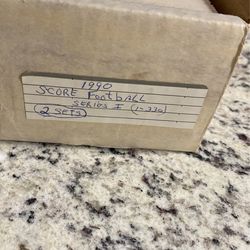 1990
SCORE FootBALL
SERIES I (1-330)
(2 SETS)